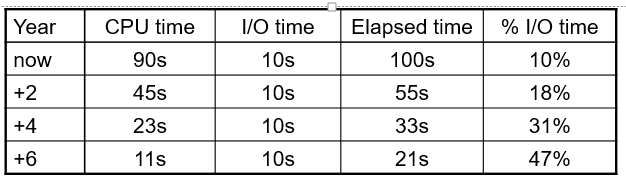 Year CPU time I/O time Elapsed time % I/O time
now 90s 10s 100s 10%
+2 45s 10s 55s 18%
+4 23s 10s 33s 31%
+6 11s 10s 21s 47%